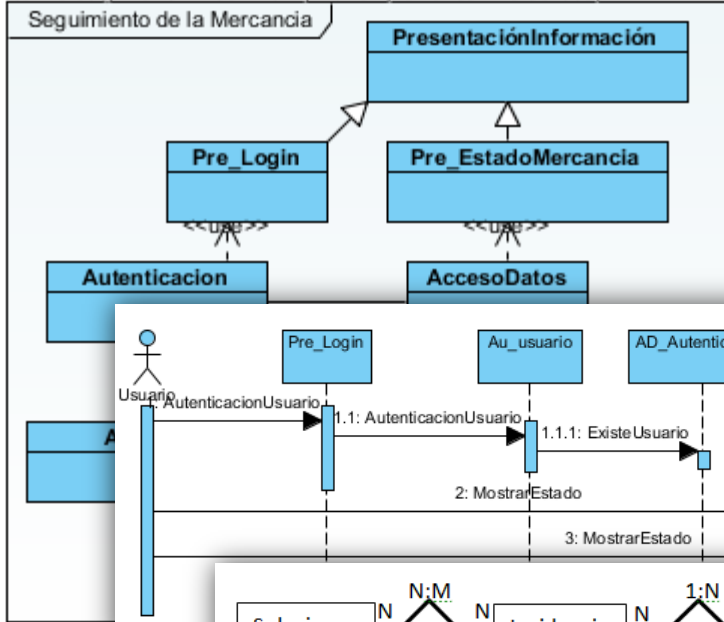 Seguimiento de la Mercancia
PresentaciónInformación
Pre_Login
Pre_EstadoMercancia
<<use>>
<<use>>
Autenticacion
AccesoDatos
A
Pre_Login
Au_usuario
AD_Autentic
Usuario
: AutenticacionUsuario
1.1: AutenticacionUsuario
1.1.1: ExisteUsuario
2: MostrarEstado
3: MostrarEstado
N:M
1:N
N
N
N